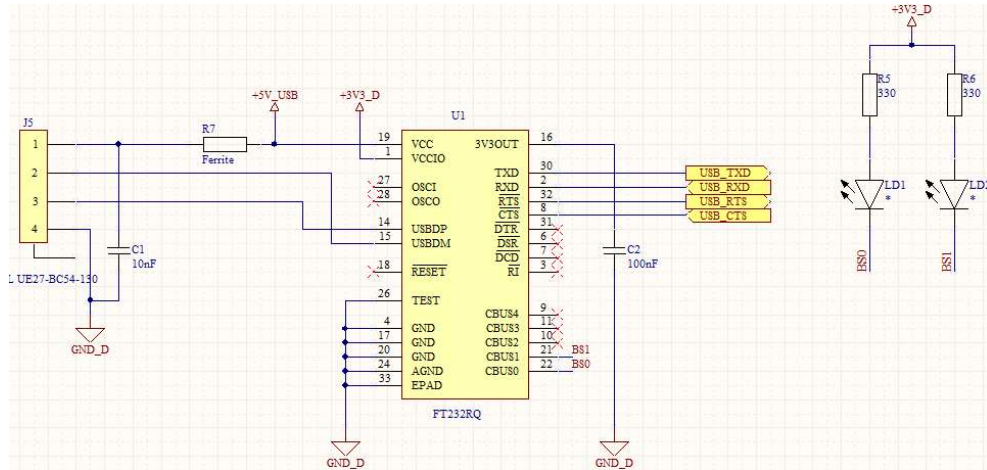 +3V3_D
R5
330
R6
330
+5V_USB
+3V3_D
U1
J5
1
2
3
4
R7
Ferrite
19
VCC
3V3OUT
16
1
VCCIO
TXD
30
USB_TXD
27
OSCI
RXD
2
USB_RXD
28
OSCO
RTS
32
USB_RTS
CTS
8
USB_CTS
14
USBDP
DTR
31
15
USBDM
DSR
6
DCD
7
18
RESET
RI
3
LD1
*
LD2
*
C1
10nF
C2
100nF
BS0
BS1
L UE27-BC54-130
26
TEST
CBUS4
9
4
GND
CBUS3
11
17
GND
CBUS2
10
20
GND
CBUS1
21
BS1
24
AGND
CBUS0
22
BS0
33
EPAD
FT232RQ
GND_D
GND_D
GND_D